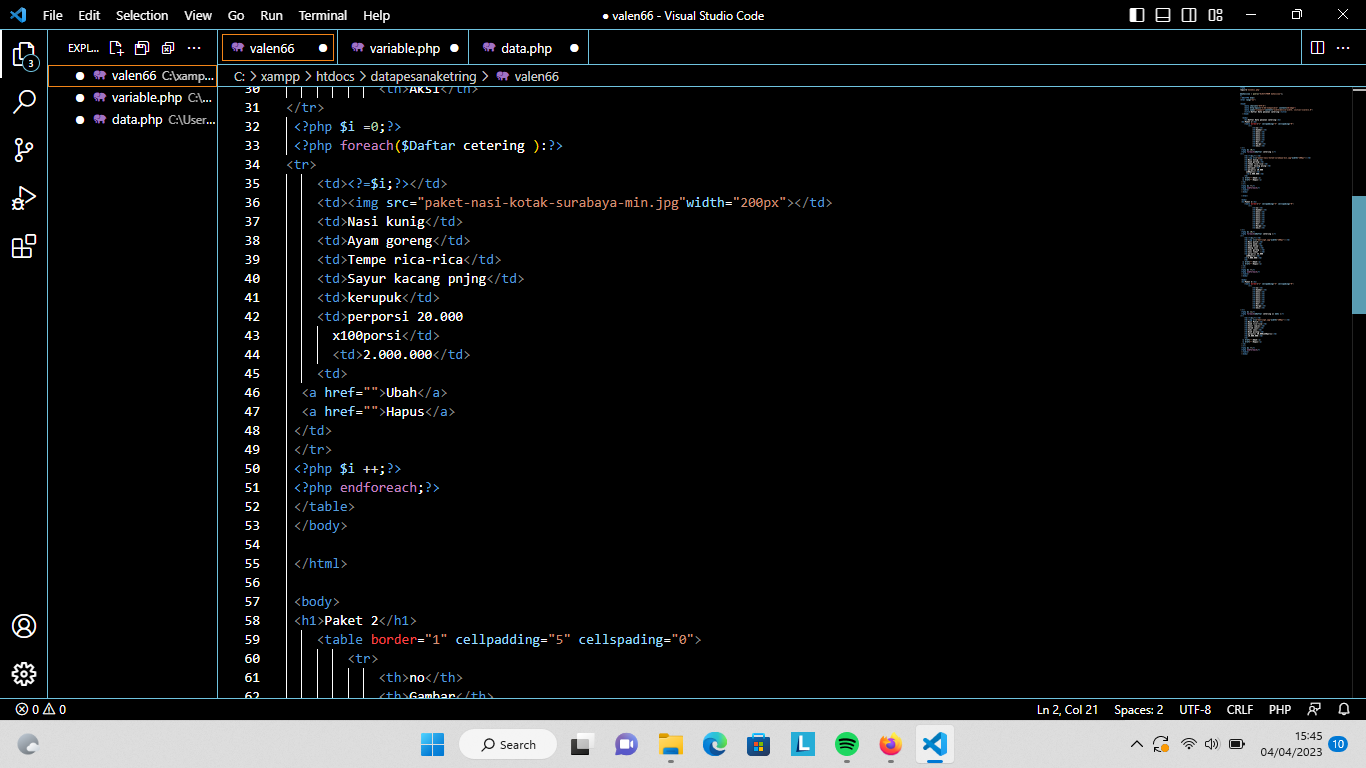 File Edit Selection View Go Run Terminal Help ● valen66 - Visual Studio Code
EXPL... valen66 variable.php data.php
3
valen66 C:\xamp...
variable.php C:\...
data.php C:\User...
C: > xampp > htdocs > datapesanaketring > valen66
30 <th>Aksi</th>
31 </tr>
32 <?php $i =0;?>
33 <?php foreach($Daftar cetering ):?>
34 <tr>
35 <td><?=$i;?></td>
36 <td><img src="paket-nasi-kotak-surabaya-min.jpg"width="200px"></td>
37 <td>Nasi kunig</td>
38 <td>Ayam goreng</td>
39 <td>Tempe rica-rica</td>
40 <td>Sayur kacang pnjng</td>
41 <td>kerupuk</td>
42 <td>perporsi 20.000
43 x100porsi</td>
44 <td>2.000.000</td>
45 <td>
46 <a href="">Ubah</a>
47 <a href="">Hapus</a>
48 </td>
49 </tr>
50 <?php $i ++;?>
51 <?php endforeach;?>
52 </table>
53 </body>
54
55 </html>
56
57 <body>
58 <h1>Paket 2</h1>
59 <table border="1" cellpadding="5" cellspading="0">
60 <tr>
61 <th>no</th>
62 <th>Gambar</th>
0 0 Ln 2, Col 21 Spaces: 2 UTF-8 CRLF PHP
Search
L
15:45
04/04/2023 10